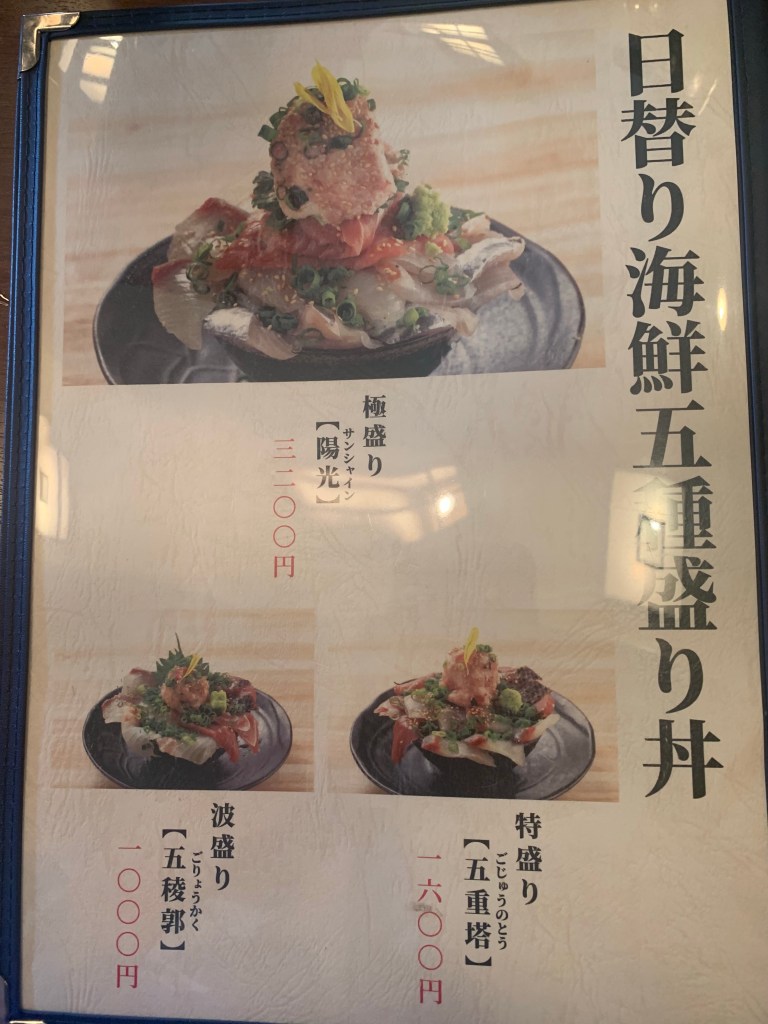 日替り海鮮五種盛り丼
極盛り
サンシャイン
【陽光】
三二〇〇円
特盛り
ごじゅうのとう
【五重塔】
一六〇〇円
波盛り
ごりょうかく
【五稜郭】
一〇〇〇円